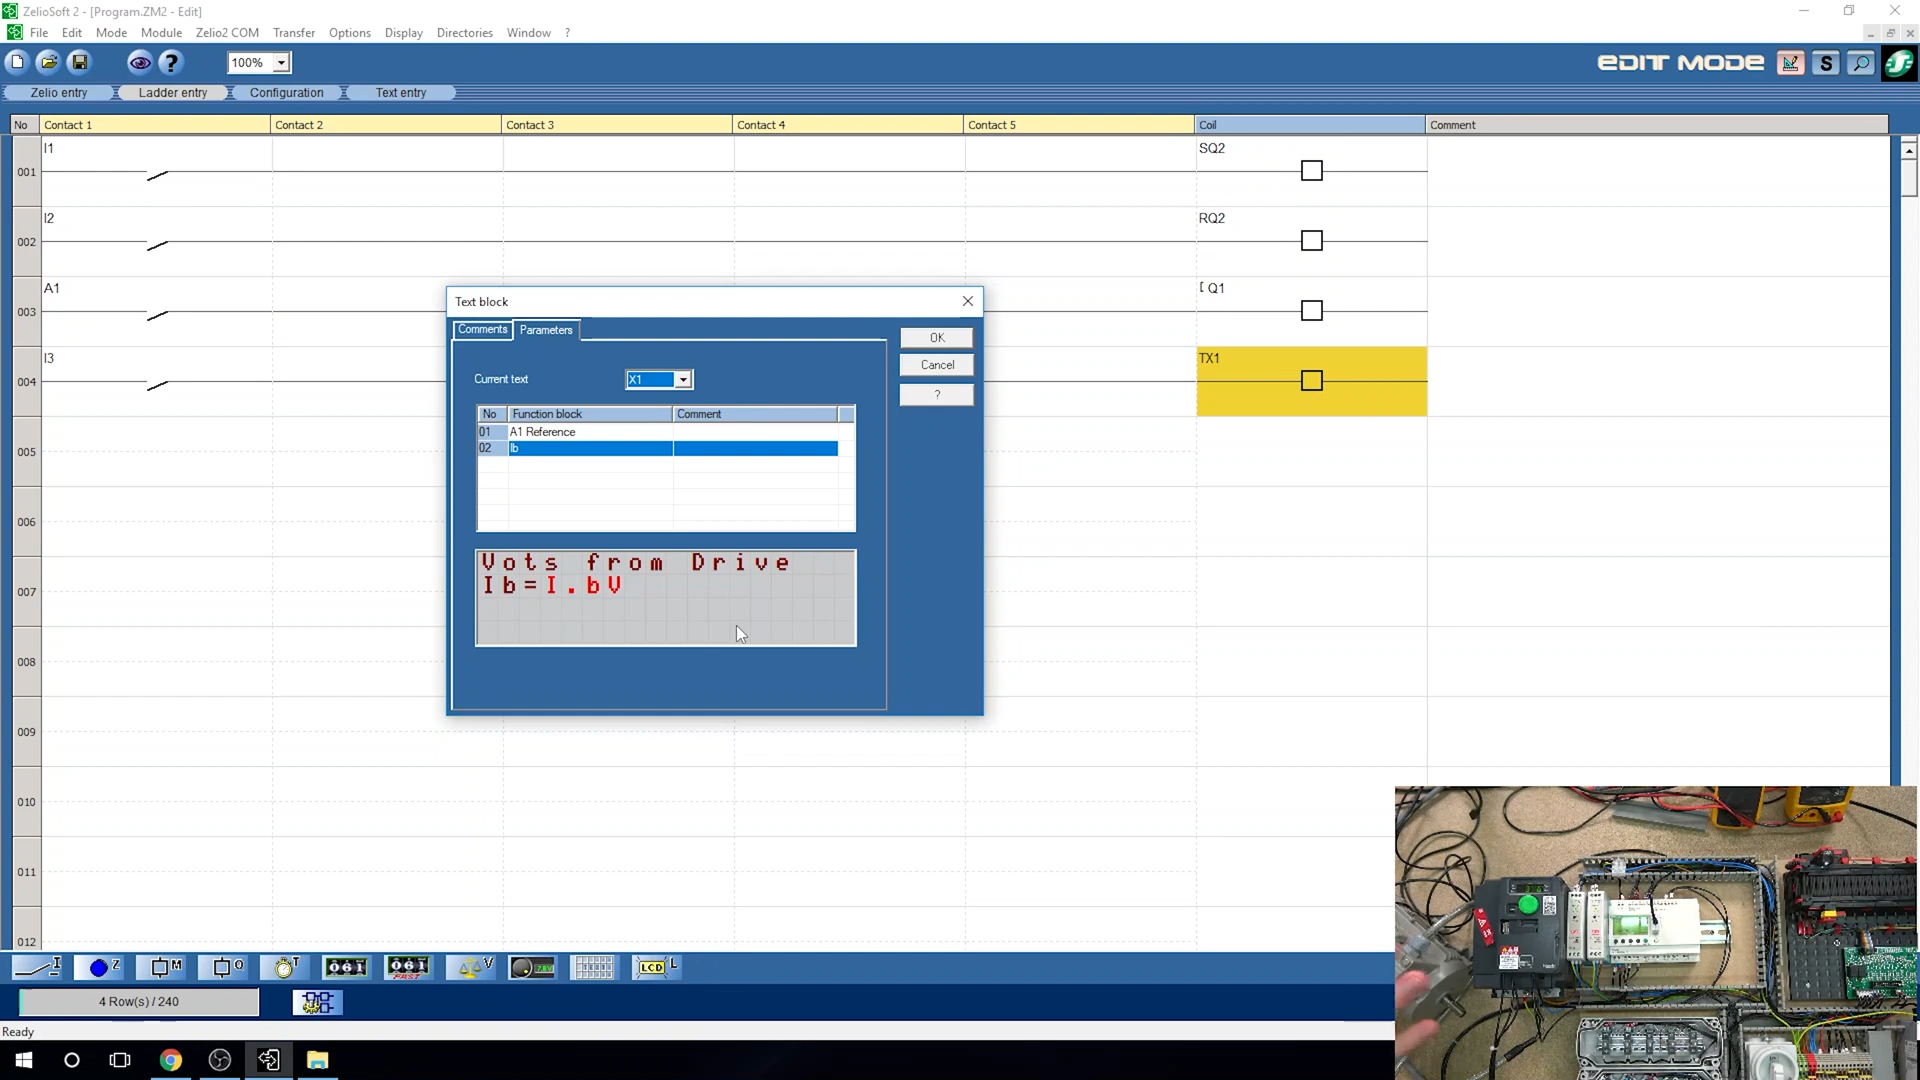 ZelioSoft 2 - [Program.ZM2 - Edit]
File Edit Mode Module Zelio2 COM Transfer Options Display Directories Window ?
100%
EDIT MODE
S
Zelio entry Ladder entry Configuration Text entry
No Contact 1 Contact 2 Contact 3 Contact 4 Contact 5 Coil Comment
I1 SQ2
001
I2 RQ2
002
A1 [ Q1
003
I3 TX1
004
005
006
007
008
009
010
011
012
Text block
Comments Parameters
OK
Cancel
?
Current text X1
No Function block Comment
01 A1 Reference
02 Ib
Vots from Drive
Ib=I.bV
I Z M Q T 061 061 FAST V LCD L
4 Row(s) / 240
Ready